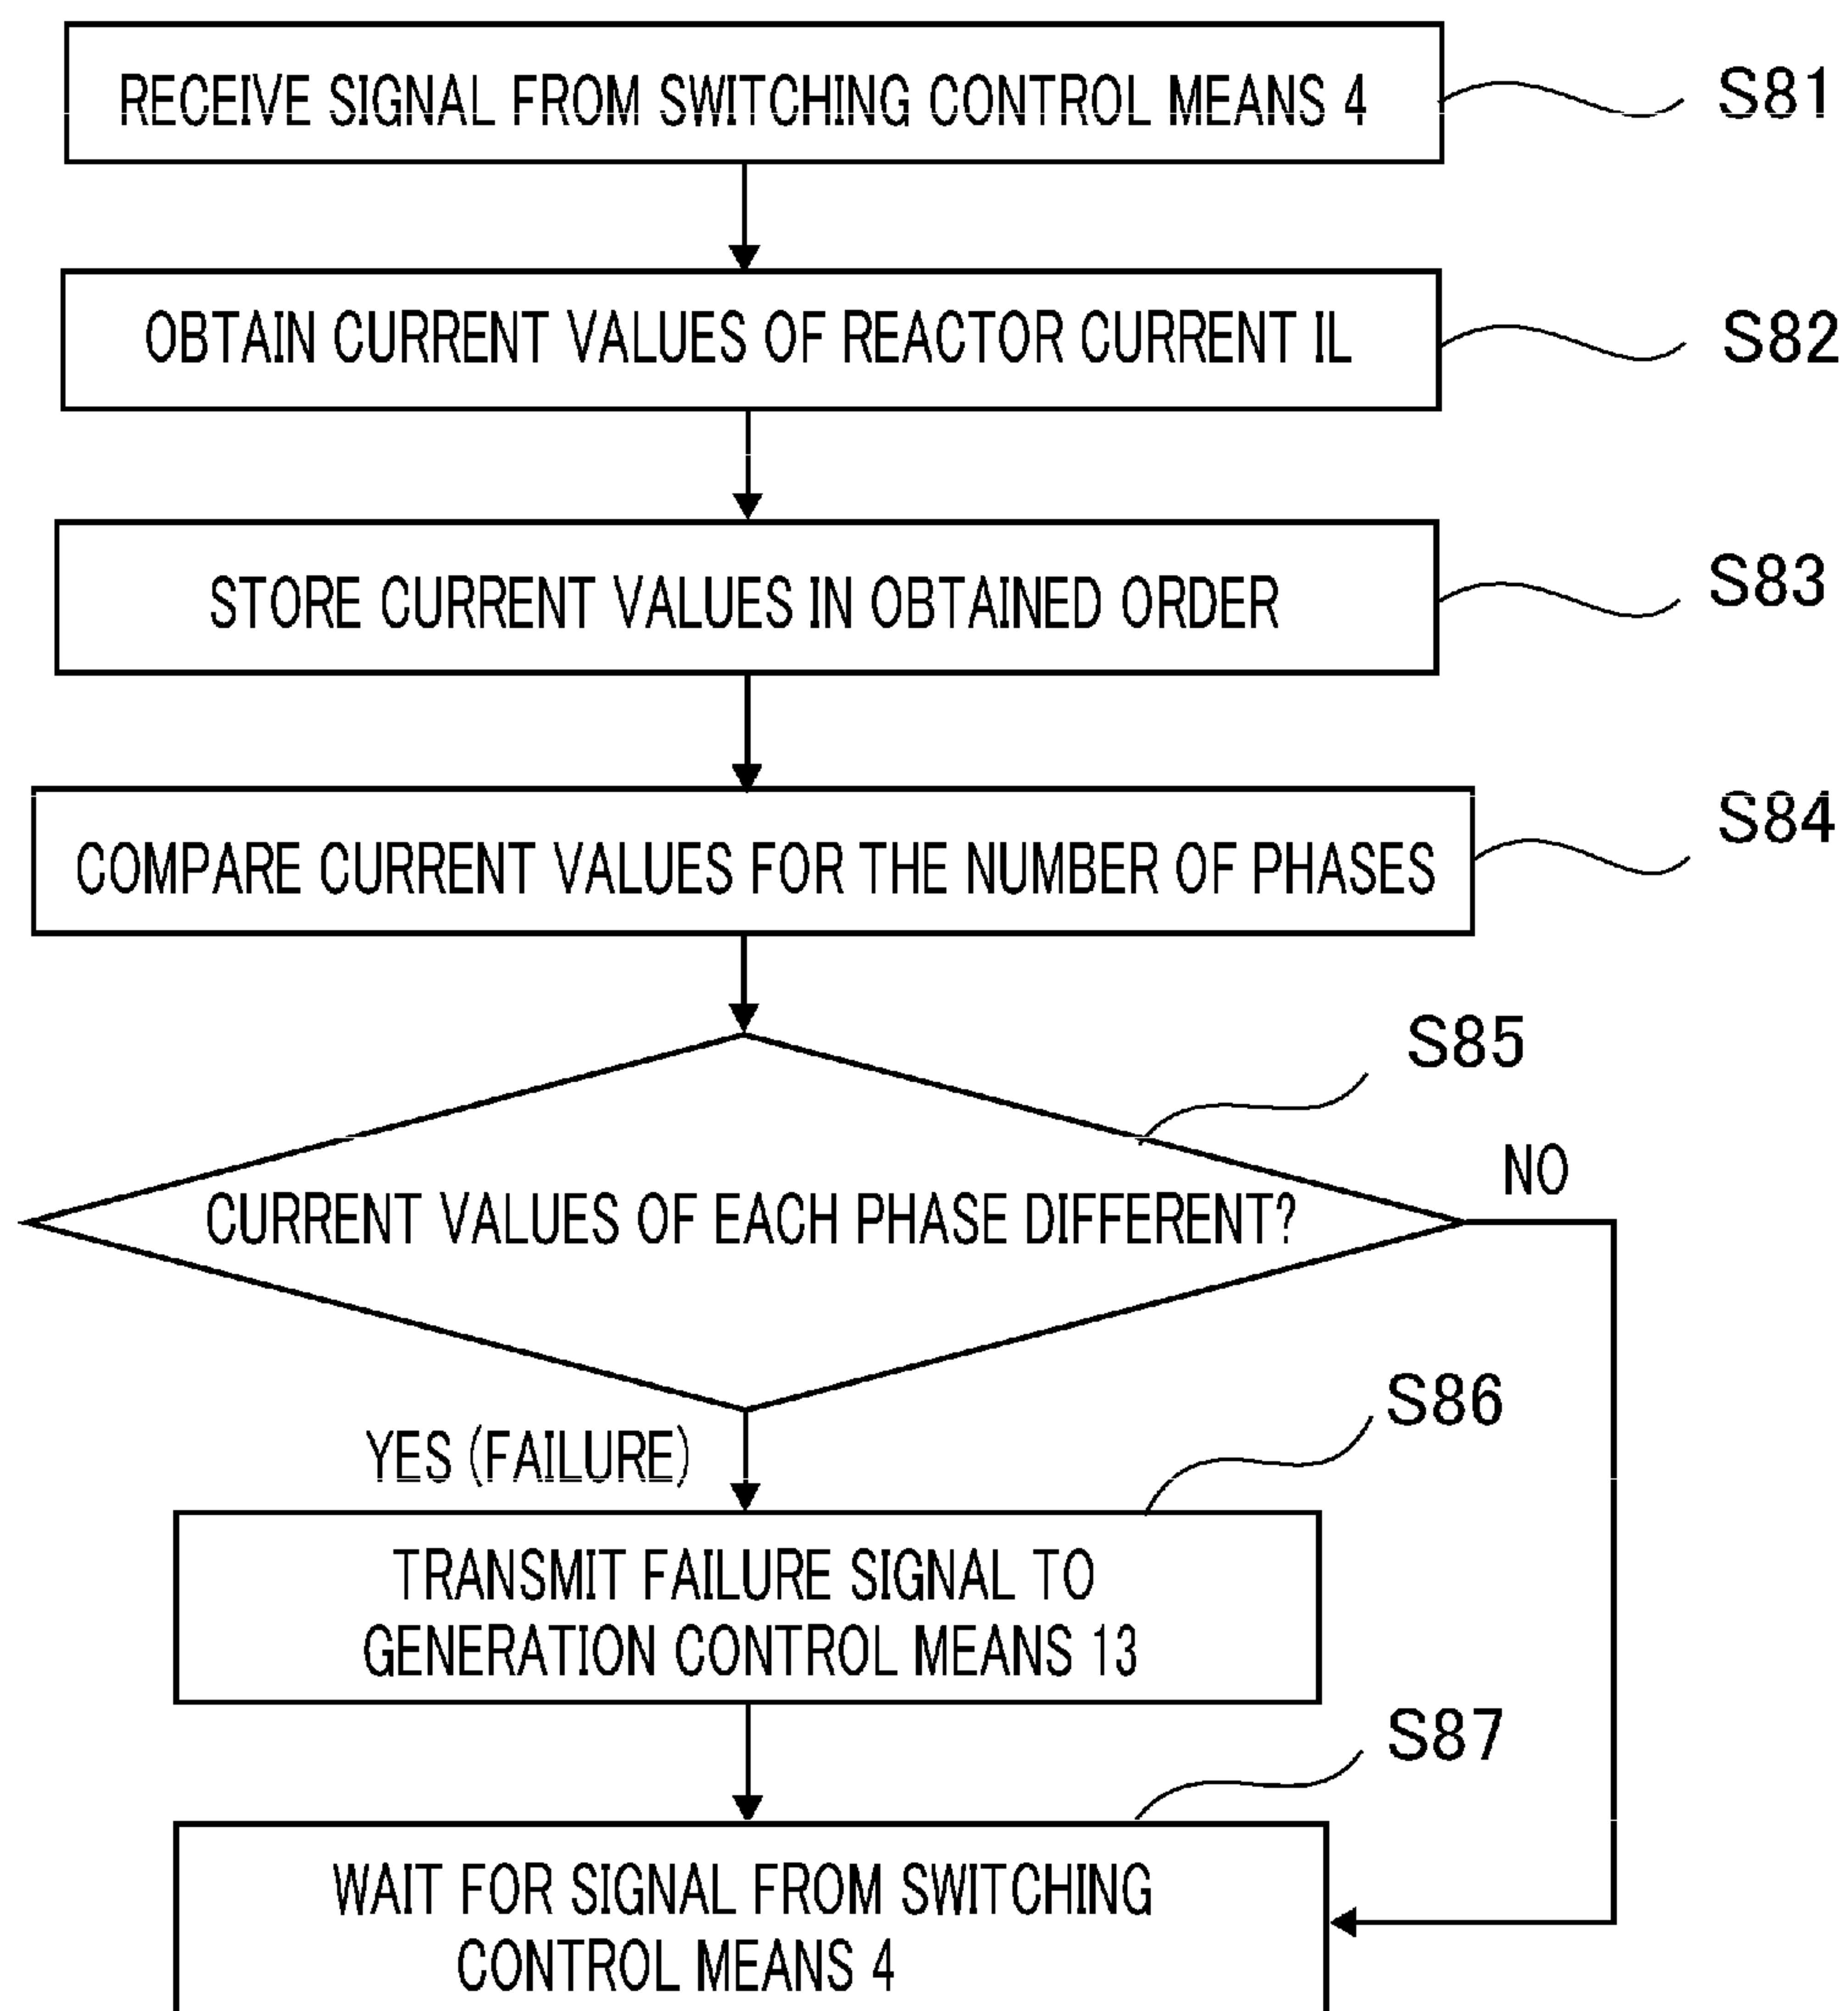 RECEIVE SIGNAL FROM SWITCHING CONTROL MEANS 4
S81
OBTAIN CURRENT VALUES OF REACTOR CURRENT IL
S82
STORE CURRENT VALUES IN OBTAINED ORDER
S83
COMPARE CURRENT VALUES FOR THE NUMBER OF PHASES
S84
S85
CURRENT VALUES OF EACH PHASE DIFFERENT?
NO
YES (FAILURE)
S86
TRANSMIT FAILURE SIGNAL TO
GENERATION CONTROL MEANS 13
S87
WAIT FOR SIGNAL FROM SWITCHING
CONTROL MEANS 4